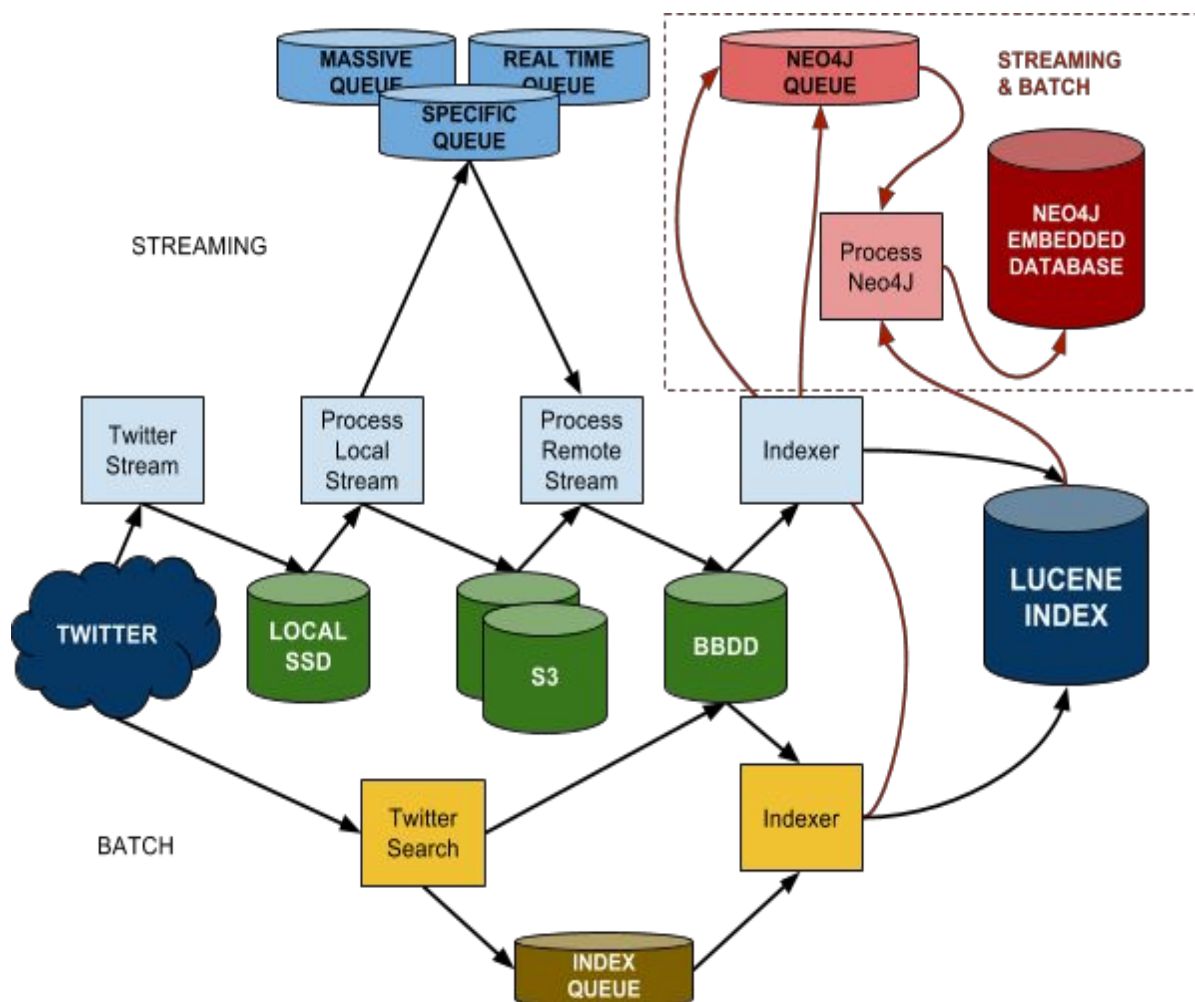 MASSIVE
QUEUE
REAL TIME
QUEUE
SPECIFIC
QUEUE
NEO4J
QUEUE
STREAMING
& BATCH
NEO4J
EMBEDDED
DATABASE
Process
Neo4J
STREAMING
Twitter
Stream
Process
Local
Stream
Process
Remote
Stream
Indexer
TWITTER
LOCAL
SSD
S3
BBDD
LUCENE
INDEX
BATCH
Twitter
Search
Indexer
INDEX
QUEUE